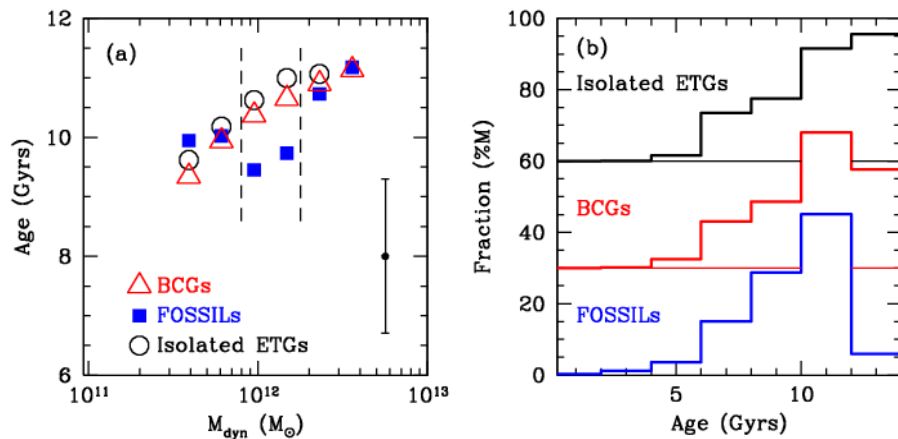 12
10
8
6
Age (Gyrs)
(a)
BCGs
FOSSILs
Isolated ETGs
10¹¹
10¹²
10¹³
M_dyn (M_⊙)
100
80
60
40
20
0
Fraction (%M)
(b)
Isolated ETGs
BCGs
FOSSILs
5
10
Age (Gyrs)